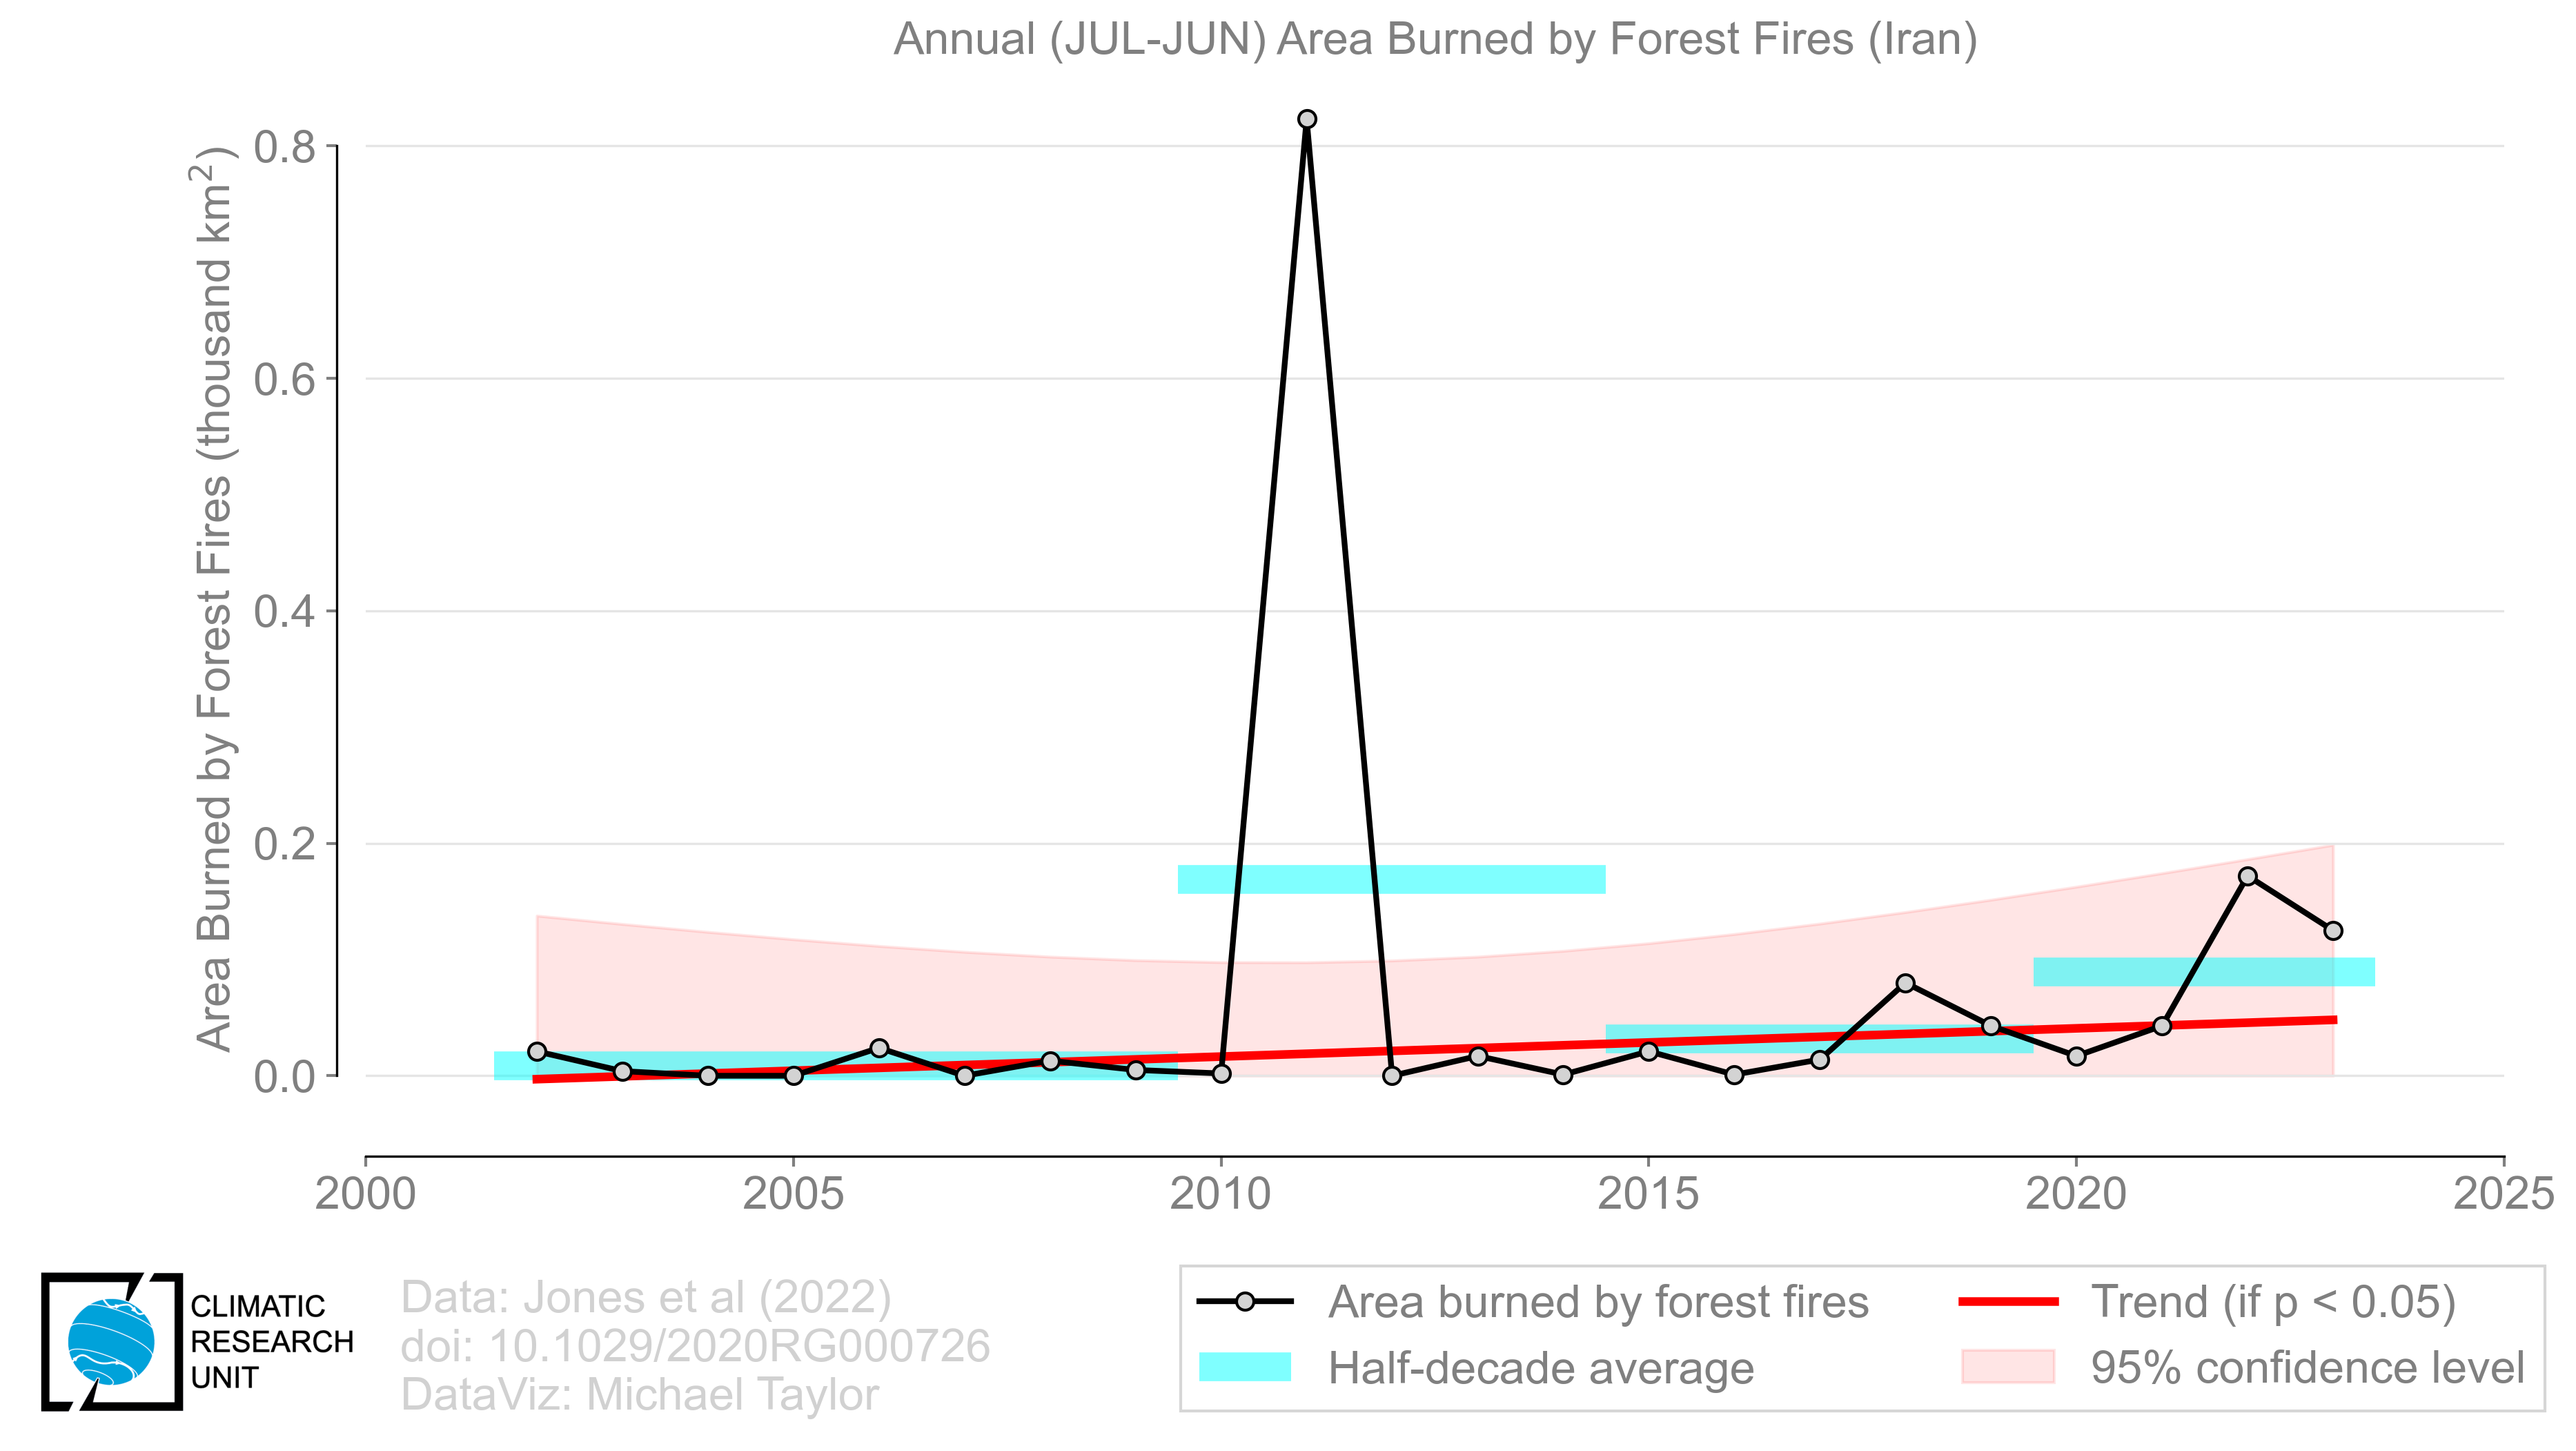 Annual (JUL-JUN) Area Burned by Forest Fires (Iran)
Area Burned by Forest Fires (thousand km²)
0.8
0.6
0.4
0.2
0.0
2000 2005 2010 2015 2020 2025
CLIMATIC
RESEARCH
UNIT
Data: Jones et al (2022)
doi: 10.1029/2020RG000726
DataViz: Michael Taylor
Area burned by forest fires
Half-decade average
Trend (if p < 0.05)
95% confidence level